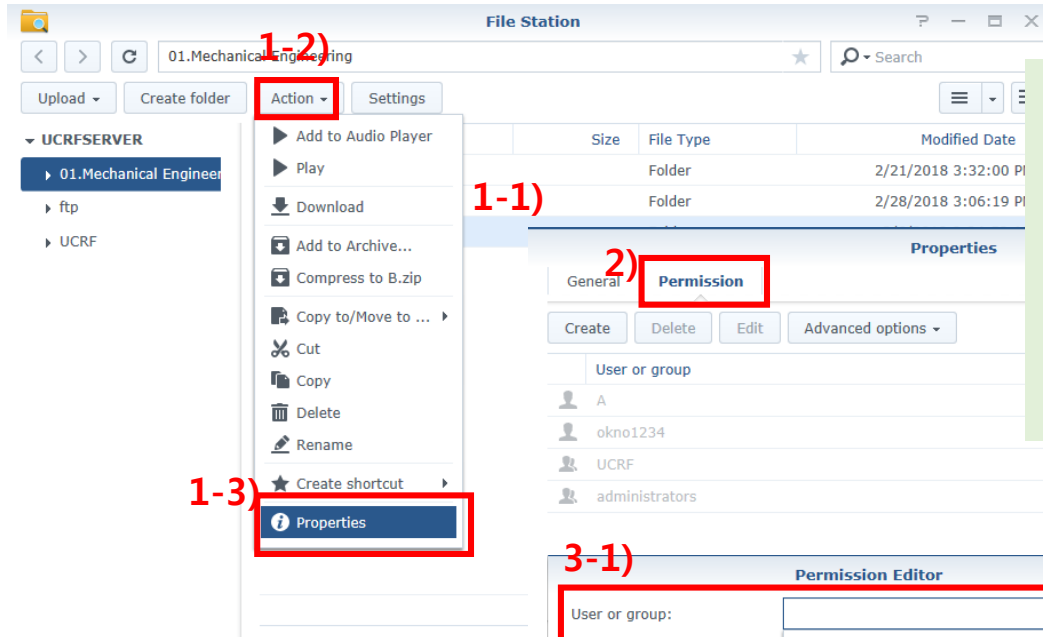 File Station
01.Mechanical Engineering
Search
1-2)
Upload
Create folder
Action
Settings
UCRFSERVER
01.Mechanical Engineer
ftp
UCRF
Add to Audio Player
Play
Download
Add to Archive...
Compress to B.zip
Copy to/Move to ...
Cut
Copy
Delete
Rename
Create shortcut
1-3)
Properties
Size
File Type
Modified Date
Folder
2/21/2018 3:32:00 P
1-1)
Folder
2/28/2018 3:06:19 P
Properties
2)
General
Permission
Create
Delete
Edit
Advanced options
User or group
A
okno1234
UCRF
administrators
3-1)
Permission Editor
User or group: